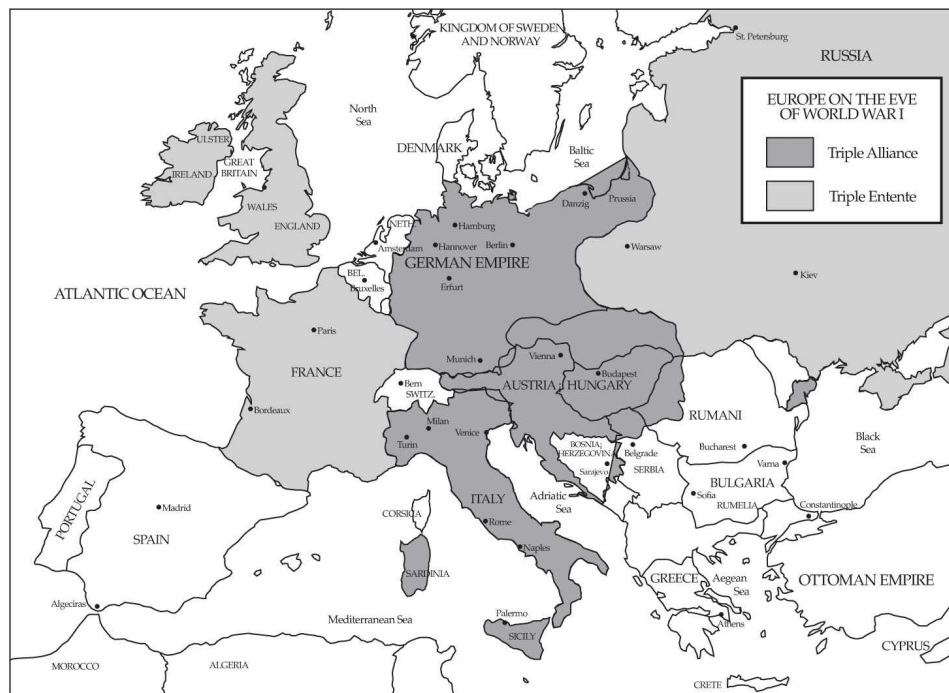 KINGDOM OF SWEDEN
AND NORWAY
St. Petersburg
RUSSIA
EUROPE ON THE EVE
OF WORLD WAR I
Triple Alliance
Triple Entente
North
Sea
DENMARK
Baltic
Sea
ULSTER
IRELAND
GREAT
BRITAIN
WALES
ENGLAND
Danzig
Prussia
NETH.
Amsterdam
Hamburg
Hannover
Berlin
Warsaw
GERMAN EMPIRE
BEL.
Bruxelles
Erfurt
Kiev
ATLANTIC OCEAN
Paris
FRANCE
Munich
Vienna
Budapest
Bern
SWITZ.
AUSTRIA HUNGARY
Bordeaux
Milan
Turin
Venice
RUMANI
Bucharest
BOSNIA;
HERZEGOVINA
Sarajevo
Belgrade
SERBIA
Black
Sea
Varna
BULGARIA
Sofia
RUMELIA
Constantinople
PORTUGAL
Madrid
SPAIN
CORSICA
ITALY
Rome
Adriatic
Sea
Naples
SARDINIA
GREECE
Aegean
Sea
OTTOMAN EMPIRE
Algeciras
Mediterranean Sea
Palermo
SICILY
Athens
CYPRUS
MOROCCO
ALGERIA
CRETE